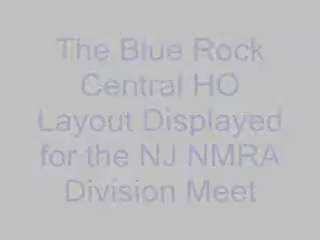 The Blue Rock
Central HO
Layout Displayed
for the NJ NMRA
Division Meet